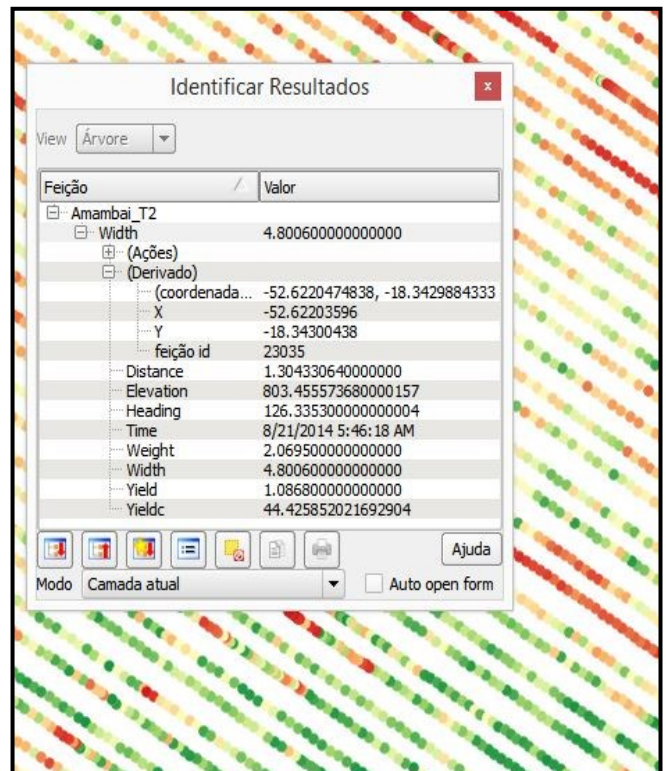 Identificar Resultados
x
View Árvore
Feição Valor
Amambai_T2
Width 4.800600000000000
(Ações)
(Derivado)
(coordenada... -52.6220474838, -18.3429884333
X -52.62203596
Y -18.34300438
feição id 23035
Distance 1.304330640000000
Elevation 803.455573680000157
Heading 126.335300000000004
Time 8/21/2014 5:46:18 AM
Weight 2.069500000000000
Width 4.800600000000000
Yield 1.086800000000000
Yieldc 44.425852021692904
Ajuda
Modo Camada atual Auto open form